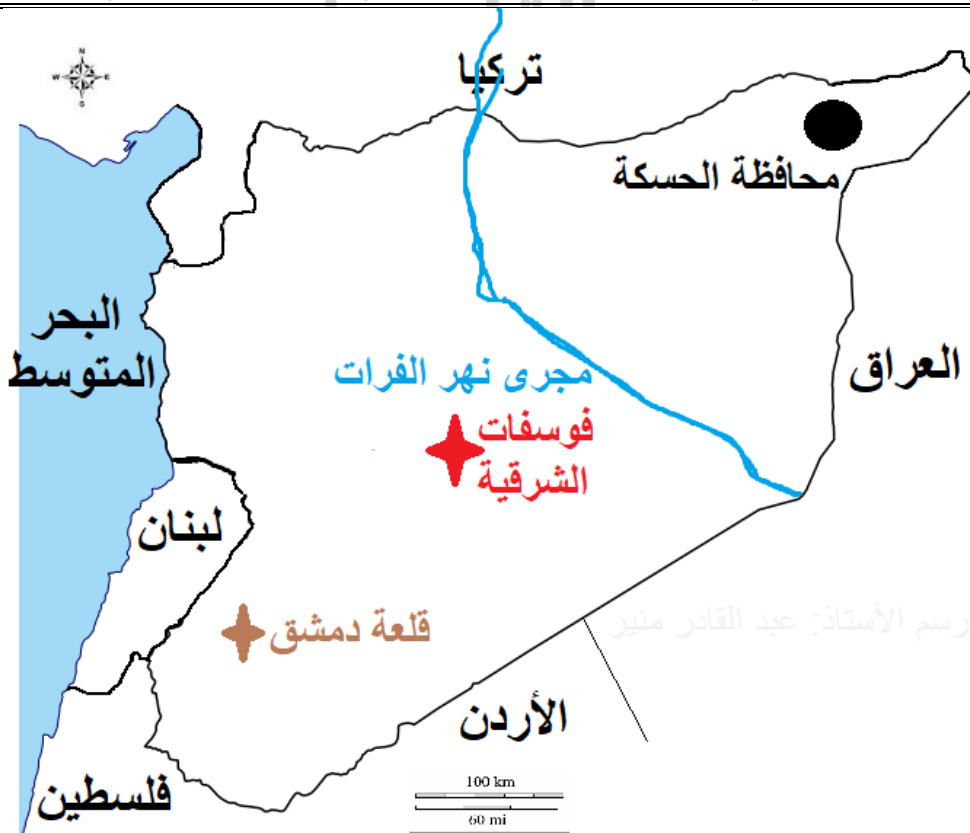 N
W E
S
تركيا
محافظة الحسكة
البحر
المتوسط
العراق
مجرى نهر الفرات
فوسفات
الشرقية
لبنان
قلعة دمشق
رسم الأستاذ: عبد القادر منير
الأردن
فلسطين
100 km
60 mi